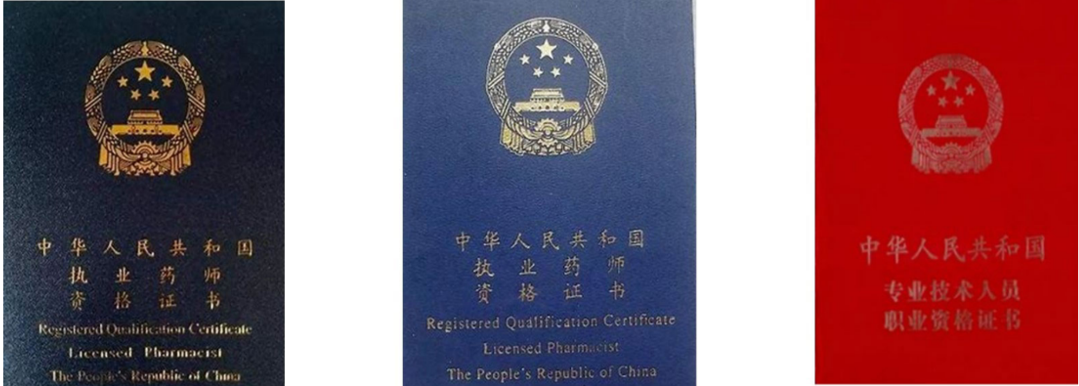 中华人民共和国
执业药师
资格证书
Registered Qualification Certificate
Licensed Pharmacist
The People's Republic of China
中华人民共和国
执业药师
资格证书
Registered Qualification Certificate
Licensed Pharmacist
The People's Republic of China
中华人民共和国
专业技术人员
职业资格证书